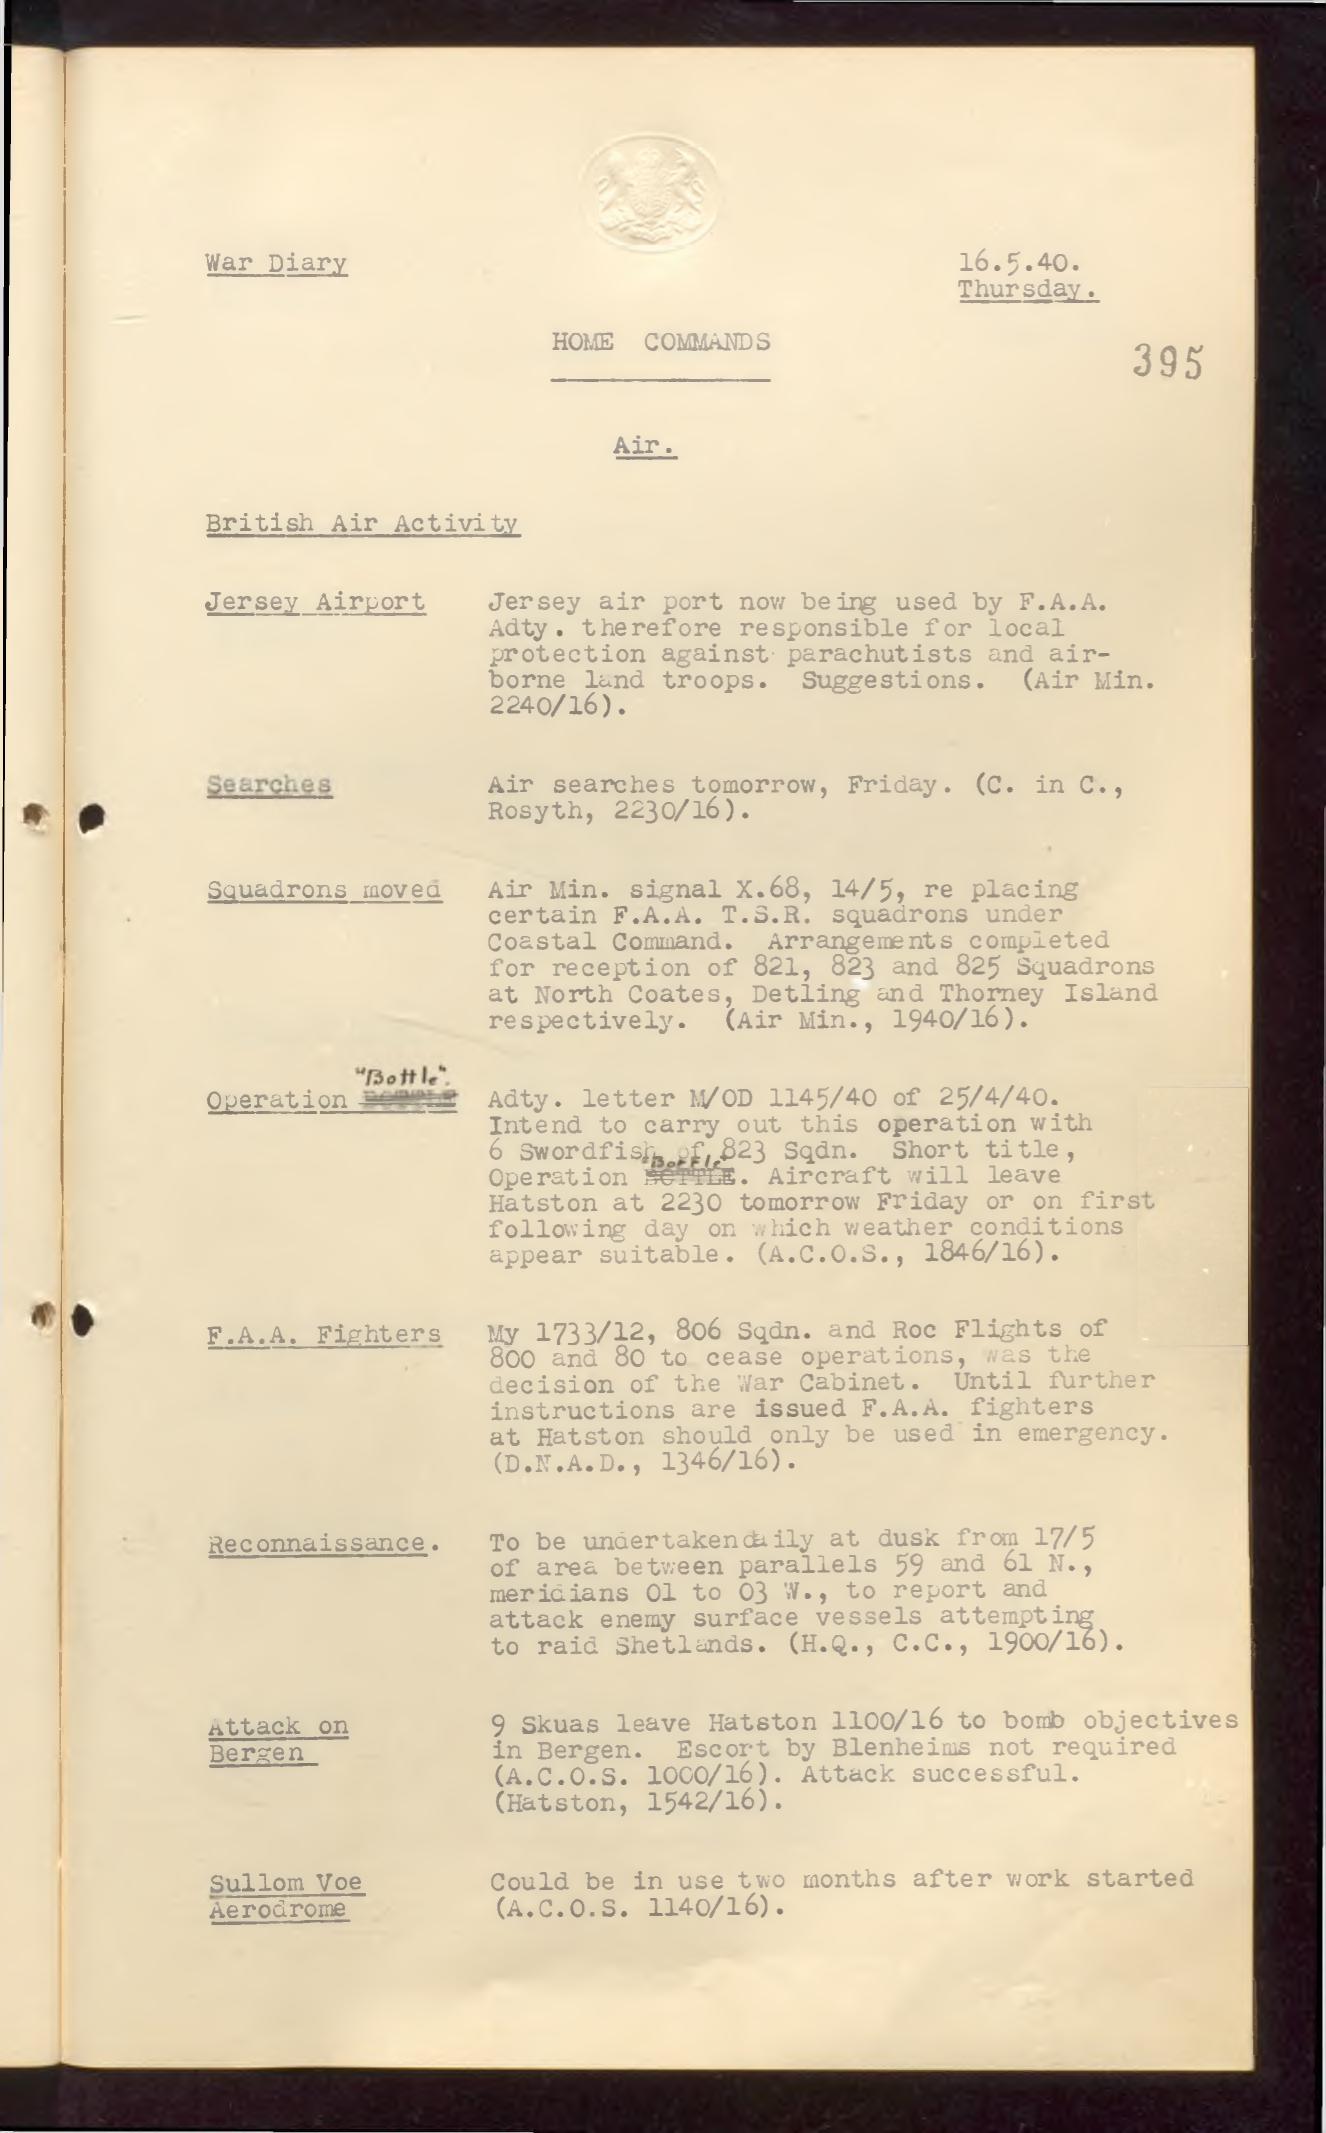 War Diary
16.5.40.
Thursday.
HOME COMMANDS
395
Air.
British Air Activity
Jersey Airport
Jersey air port now being used by F.A.A.
Adty. therefore responsible for local
protection against parachutists and air-
borne land troops. Suggestions. (Air Min.
2240/16).
Searches
Air searches tomorrow, Friday. (C. in C.,
Rosyth, 2230/16).
Squadrons moved
Air Min. signal X.68, 14/5, re placing
certain F.A.A. T.S.R. squadrons under
Coastal Command. Arrangements completed
for reception of 821, 823 and 825 Squadrons
at North Coates, Detling and Thorney Island
respectively. (Air Min., 1940/16).
"Bottle".
Operation
Adty. letter M/OD 1145/40 of 25/4/40.
Intend to carry out this operation with
6 Swordfish of 823 Sqdn. Short title,
"Bottle"
Operation BOTTLE. Aircraft will leave
Hatston at 2230 tomorrow Friday or on first
following day on which weather conditions
appear suitable. (A.C.O.S., 1846/16).
F.A.A. Fighters
My 1733/12, 806 Sqdn. and Roc Flights of
800 and 80 to cease operations, was the
decision of the War Cabinet. Until further
instructions are issued F.A.A. fighters
at Hatston should only be used in emergency.
(D.N.A.D., 1346/16).
Reconnaissance.
To be undertaken daily at dusk from 17/5
of area between parallels 59 and 61 N.,
meridians 01 to 03 W., to report and
attack enemy surface vessels attempting
to raid Shetlands. (H.Q., C.C., 1900/16).
Attack on
Bergen
9 Skuas leave Hatston 1100/16 to bomb objectives
in Bergen. Escort by Blenheims not required
(A.C.O.S. 1000/16). Attack successful.
(Hatston, 1542/16).
Sullom Voe
Aerodrome
Could be in use two months after work started
(A.C.O.S. 1140/16).